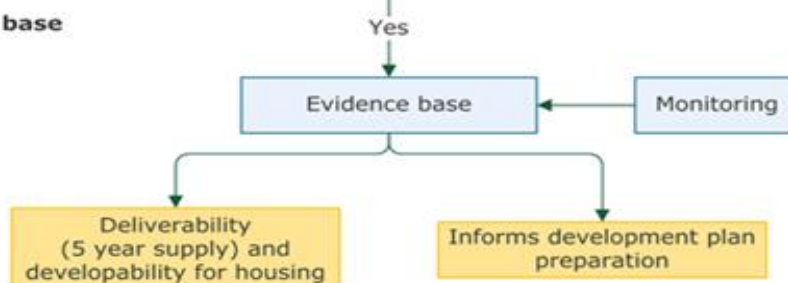 base
Yes
Evidence base
Monitoring
Deliverability
(5 year supply) and
developability for housing
Informs development plan
preparation